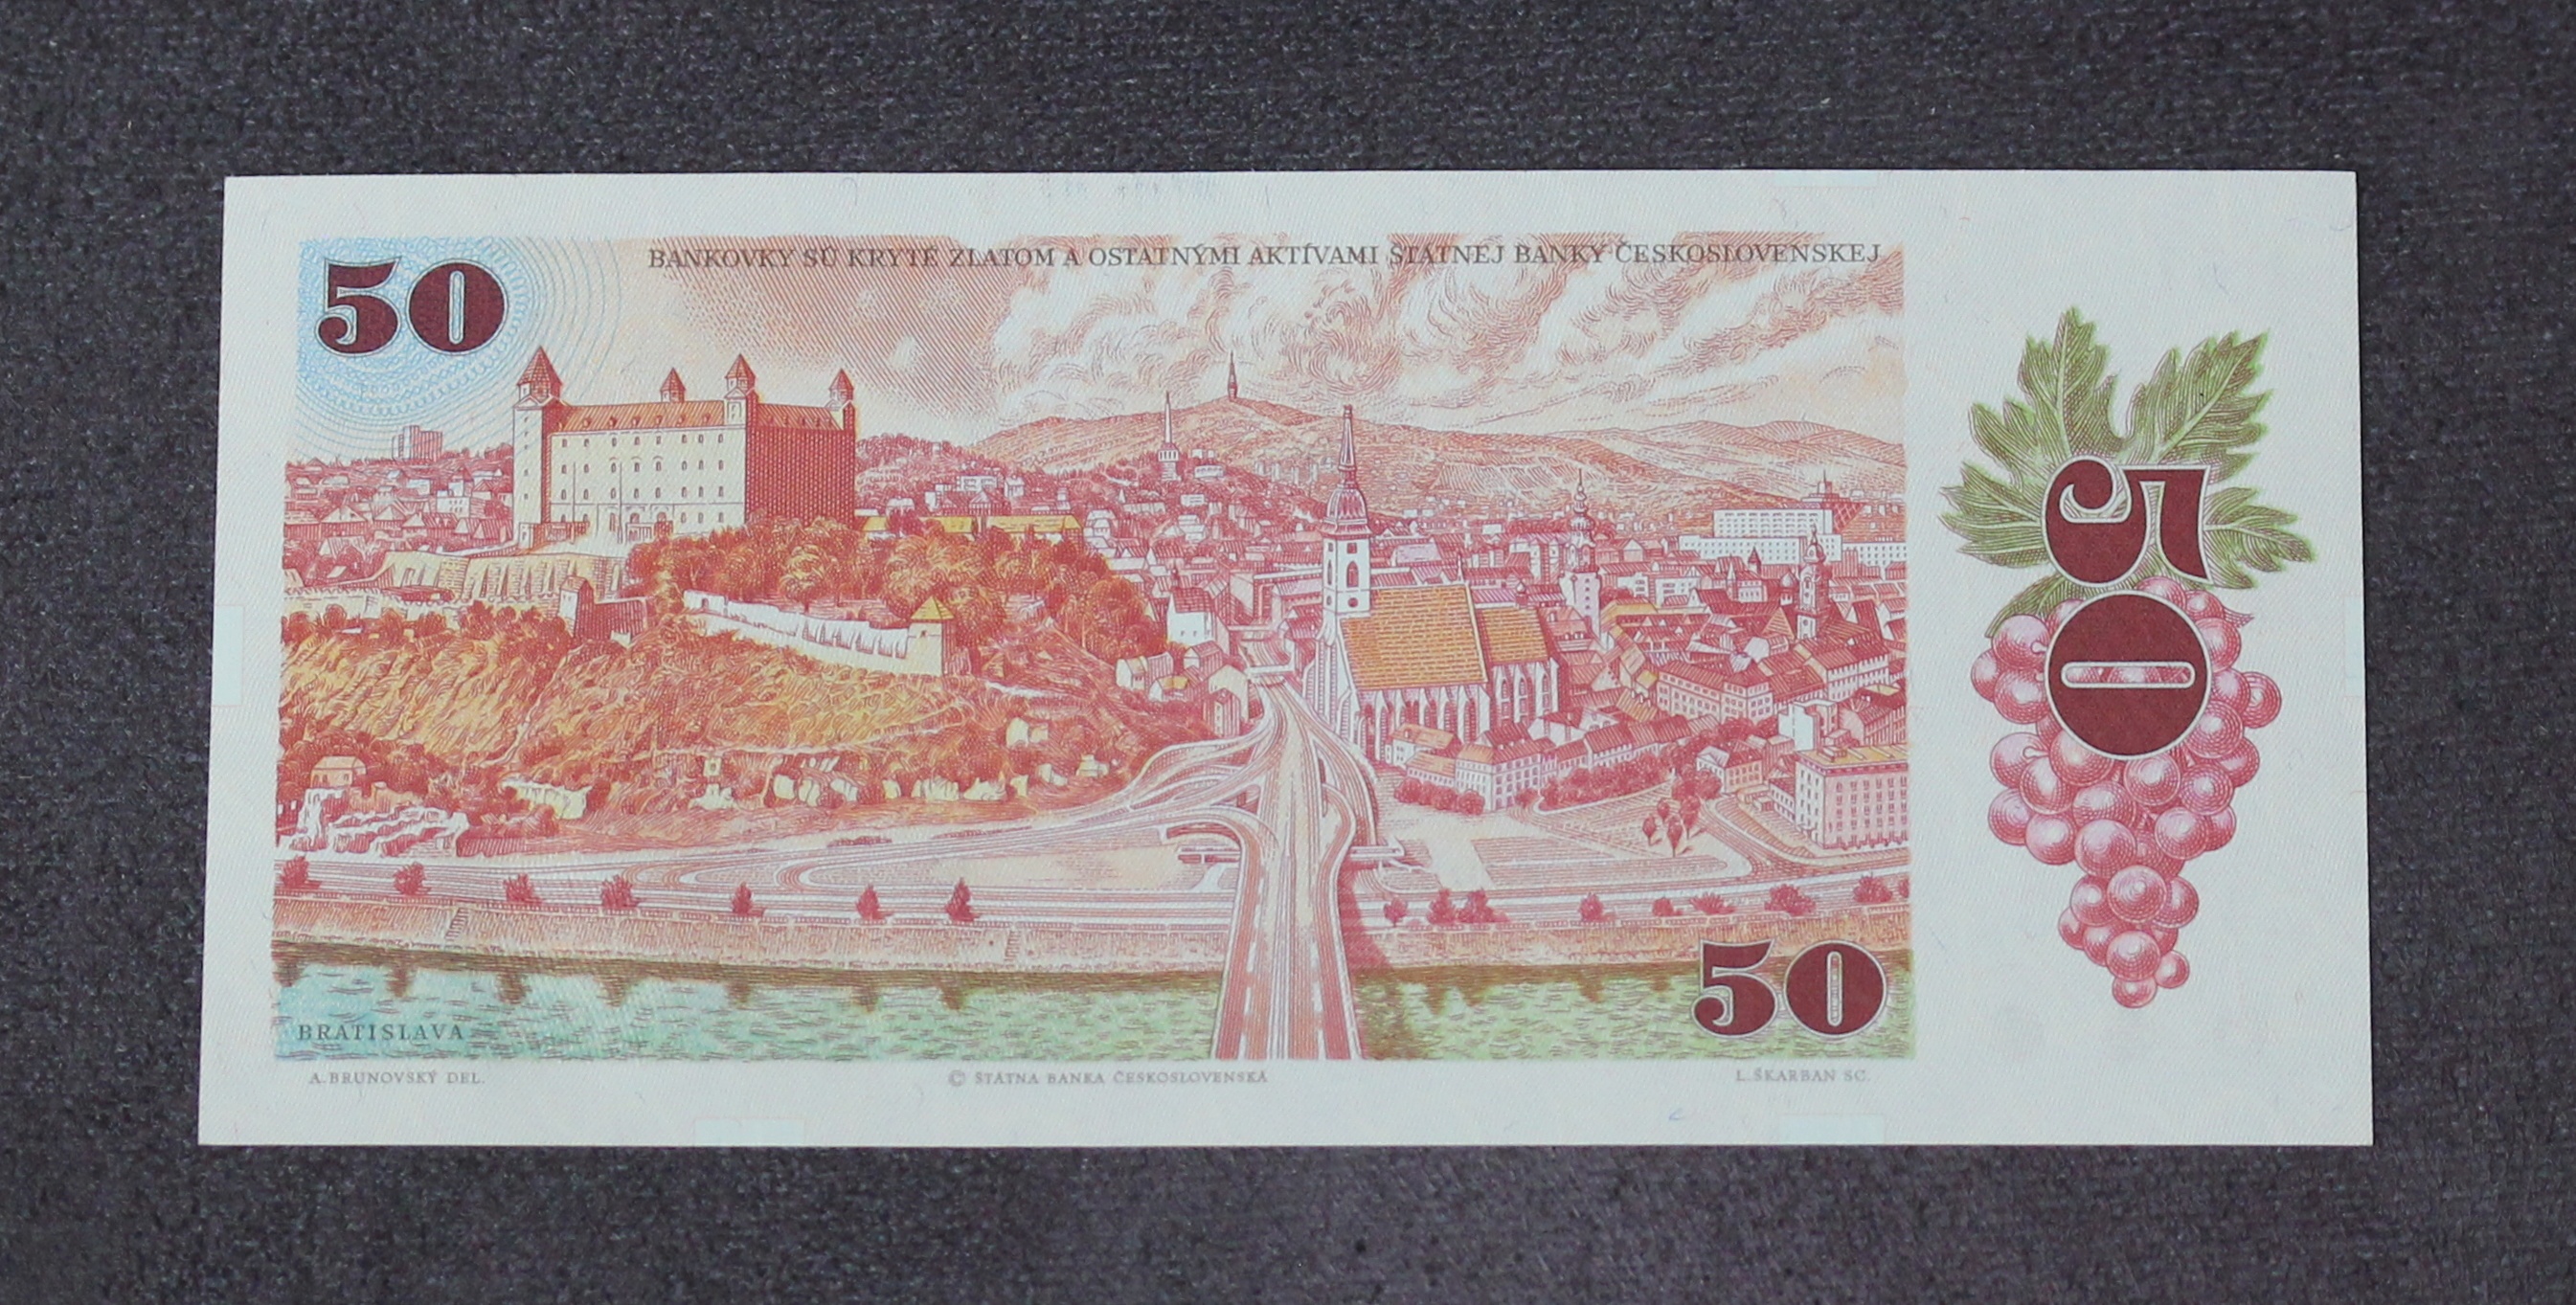 50
BANKOVKY SÚ KRYTÉ ZLATOM A OSTATNÝMI AKTÍVAMI ŠTÁTNEJ BANKY ČESKOSLOVENSKEJ
50
50
BRATISLAVA
A. BRUNOVSKÝ DEL.
© ŠTÁTNA BANKA ČESKOSLOVENSKÁ
L. ŠKARBAN SC.